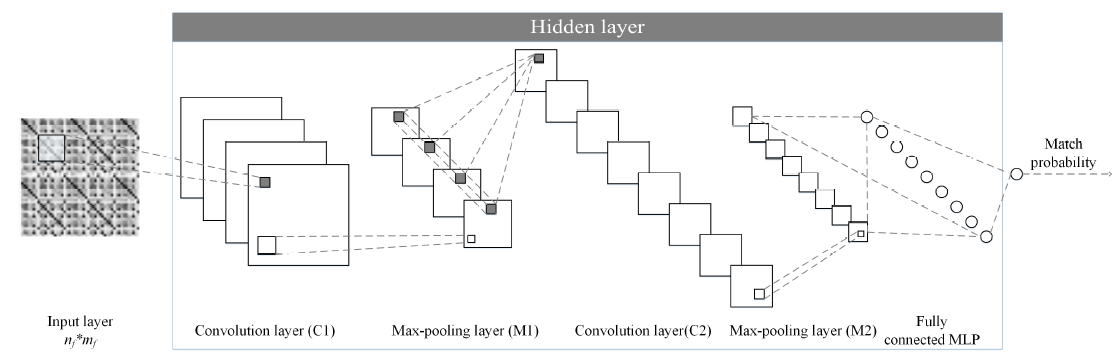 Hidden layer
Match
probability
Input layer
n_f*m_f
Convolution layer (C1)
Max-pooling layer (M1)
Convolution layer(C2)
Max-pooling layer (M2)
Fully
connected MLP